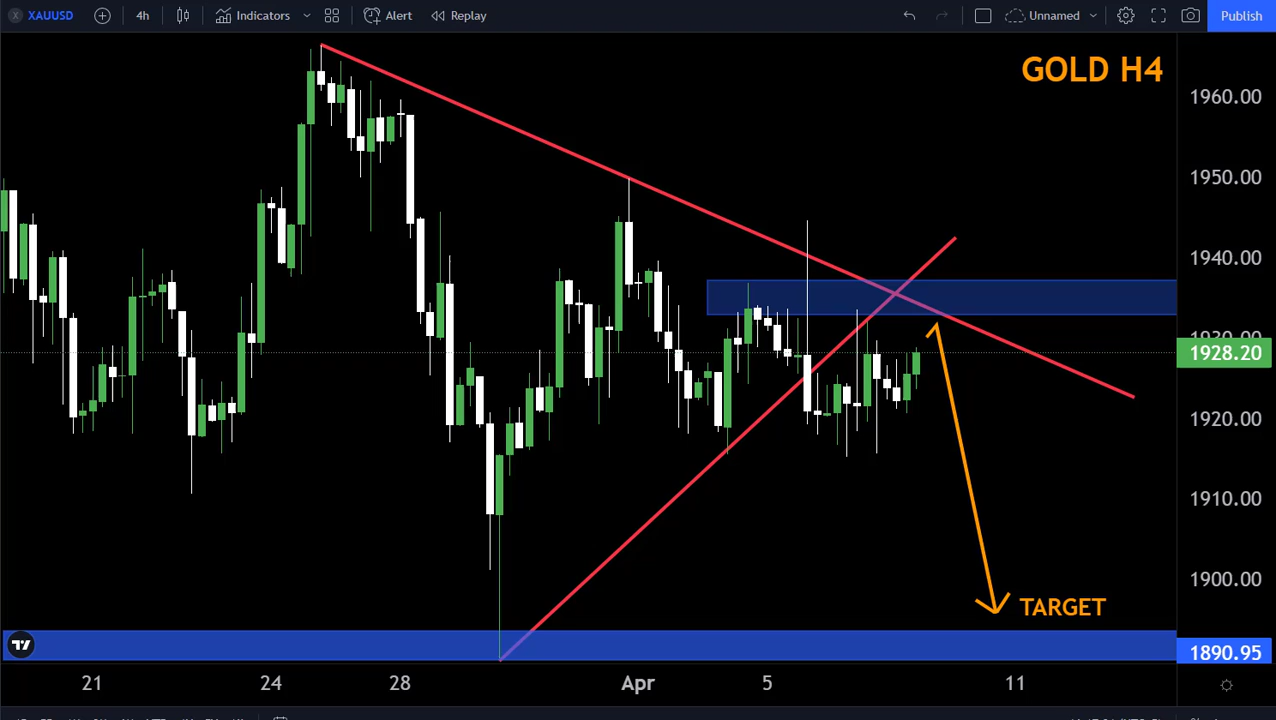 XAUUSD 4h Indicators Alert Replay Unnamed Publish
GOLD H4
1960.00
1950.00
1940.00
1928.20
1920.00
1910.00
1900.00
TARGET
1890.95
21 24 28 Apr 5 11